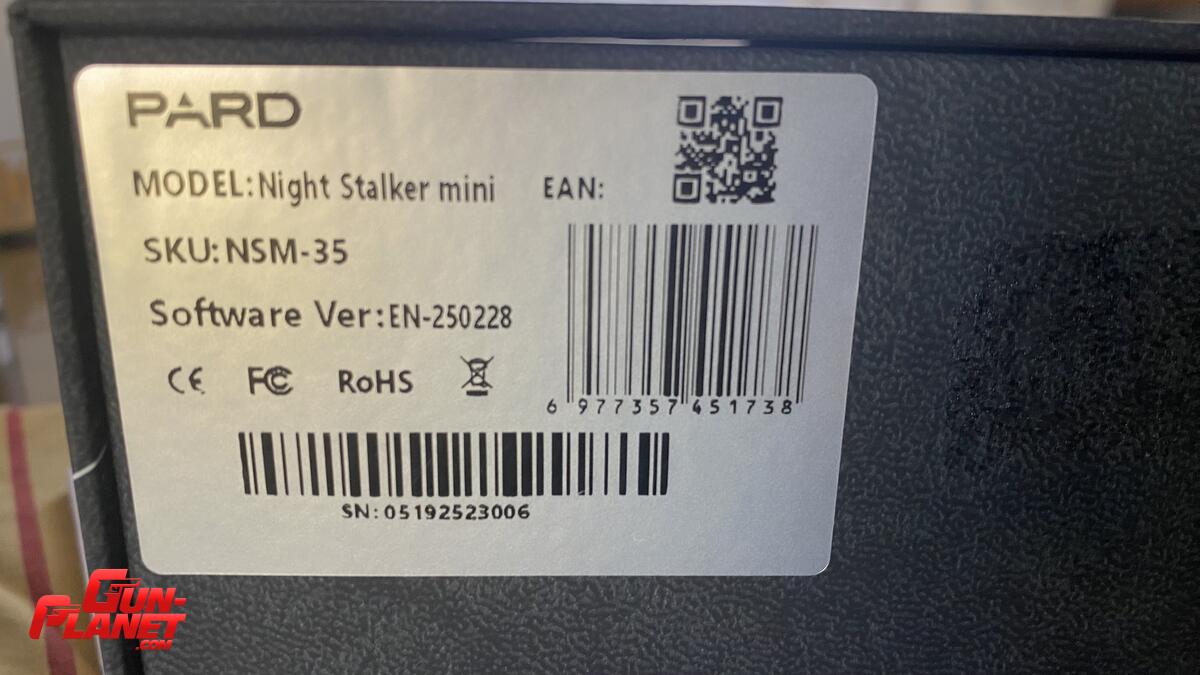 PARD
MODEL:Night Stalker mini
EAN:
SKU:NSM-35
Software Ver:EN-250228
CE FC RoHS
6 977357 451738
SN:05192523006
GUN-PLANET
.COM